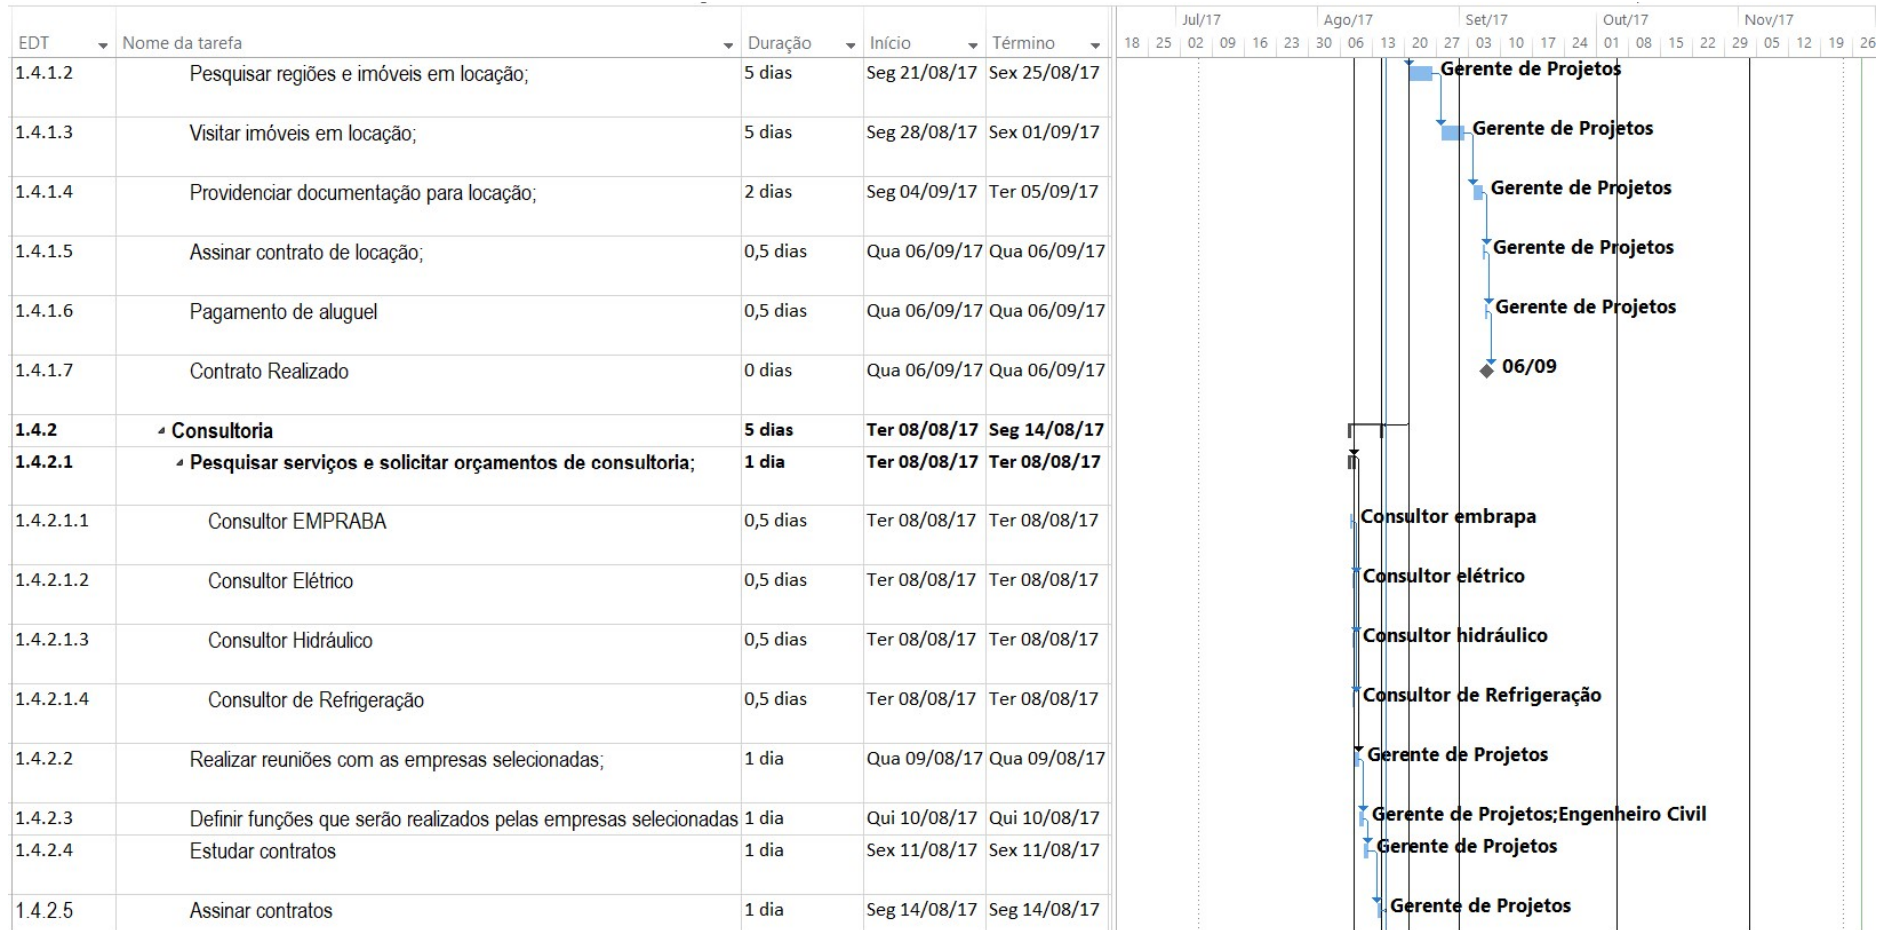 Jul/17 Ago/17 Set/17 Out/17 Nov/17
EDT Nome da tarefa Duração Início Término 18 25 02 09 16 23 30 06 13 20 27 03 10 17 24 01 08 15 22 29 05 12 19 26
1.4.1.2 Pesquisar regiões e imóveis em locação; 5 dias Seg 21/08/17 Sex 25/08/17 Gerente de Projetos
1.4.1.3 Visitar imóveis em locação; 5 dias Seg 28/08/17 Sex 01/09/17 Gerente de Projetos
1.4.1.4 Providenciar documentação para locação; 2 dias Seg 04/09/17 Ter 05/09/17 Gerente de Projetos
1.4.1.5 Assinar contrato de locação; 0,5 dias Qua 06/09/17 Qua 06/09/17 Gerente de Projetos
1.4.1.6 Pagamento de aluguel 0,5 dias Qua 06/09/17 Qua 06/09/17 Gerente de Projetos
1.4.1.7 Contrato Realizado 0 dias Qua 06/09/17 Qua 06/09/17 06/09
1.4.2 Consultoria 5 dias Ter 08/08/17 Seg 14/08/17
1.4.2.1 Pesquisar serviços e solicitar orçamentos de consultoria; 1 dia Ter 08/08/17 Ter 08/08/17
1.4.2.1.1 Consultor EMPRABA 0,5 dias Ter 08/08/17 Ter 08/08/17 Consultor embrapa
1.4.2.1.2 Consultor Elétrico 0,5 dias Ter 08/08/17 Ter 08/08/17 Consultor elétrico
1.4.2.1.3 Consultor Hidráulico 0,5 dias Ter 08/08/17 Ter 08/08/17 Consultor hidráulico
1.4.2.1.4 Consultor de Refrigeração 0,5 dias Ter 08/08/17 Ter 08/08/17 Consultor de Refrigeração
1.4.2.2 Realizar reuniões com as empresas selecionadas; 1 dia Qua 09/08/17 Qua 09/08/17 Gerente de Projetos
1.4.2.3 Definir funções que serão realizados pelas empresas selecionadas 1 dia Qui 10/08/17 Qui 10/08/17 Gerente de Projetos;Engenheiro Civil
1.4.2.4 Estudar contratos 1 dia Sex 11/08/17 Sex 11/08/17 Gerente de Projetos
1.4.2.5 Assinar contratos 1 dia Seg 14/08/17 Seg 14/08/17 Gerente de Projetos